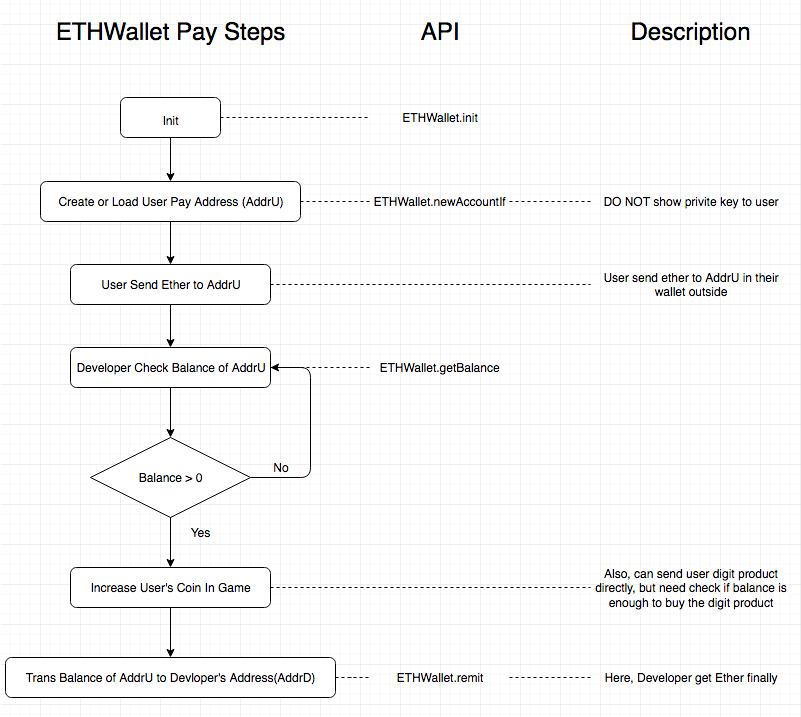 ETHWallet Pay Steps
API
Description
Init
ETHWallet.init
Create or Load User Pay Address (AddrU)
ETHWallet.newAccountIf
DO NOT show privite key to user
User Send Ether to AddrU
User send ether to AddrU in their
wallet outside
Developer Check Balance of AddrU
ETHWallet.getBalance
Balance > 0
No
Yes
Increase User's Coin In Game
Also, can send user digit product
directly, but need check if balance is
enough to buy the digit product
Trans Balance of AddrU to Devloper's Address(AddrD)
ETHWallet.remit
Here, Developer get Ether finally